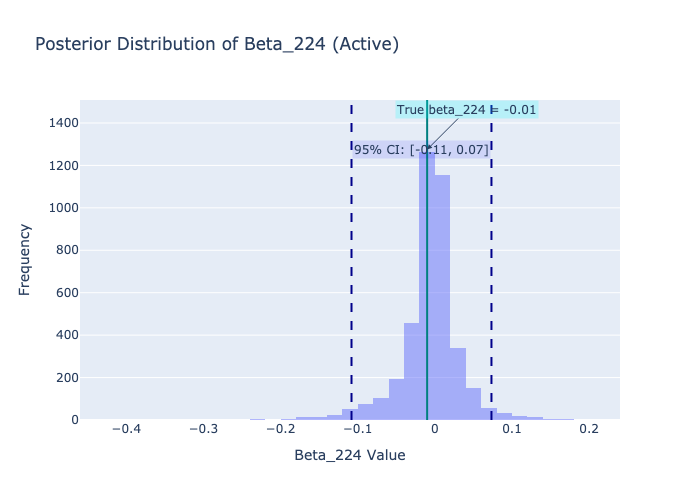 Posterior Distribution of Beta_224 (Active)
True beta_224 = -0.01
95% CI: [-0.11, 0.07]
1400
1200
1000
800
600
400
200
0
Frequency
−0.4 −0.3 −0.2 −0.1 0 0.1 0.2
Beta_224 Value